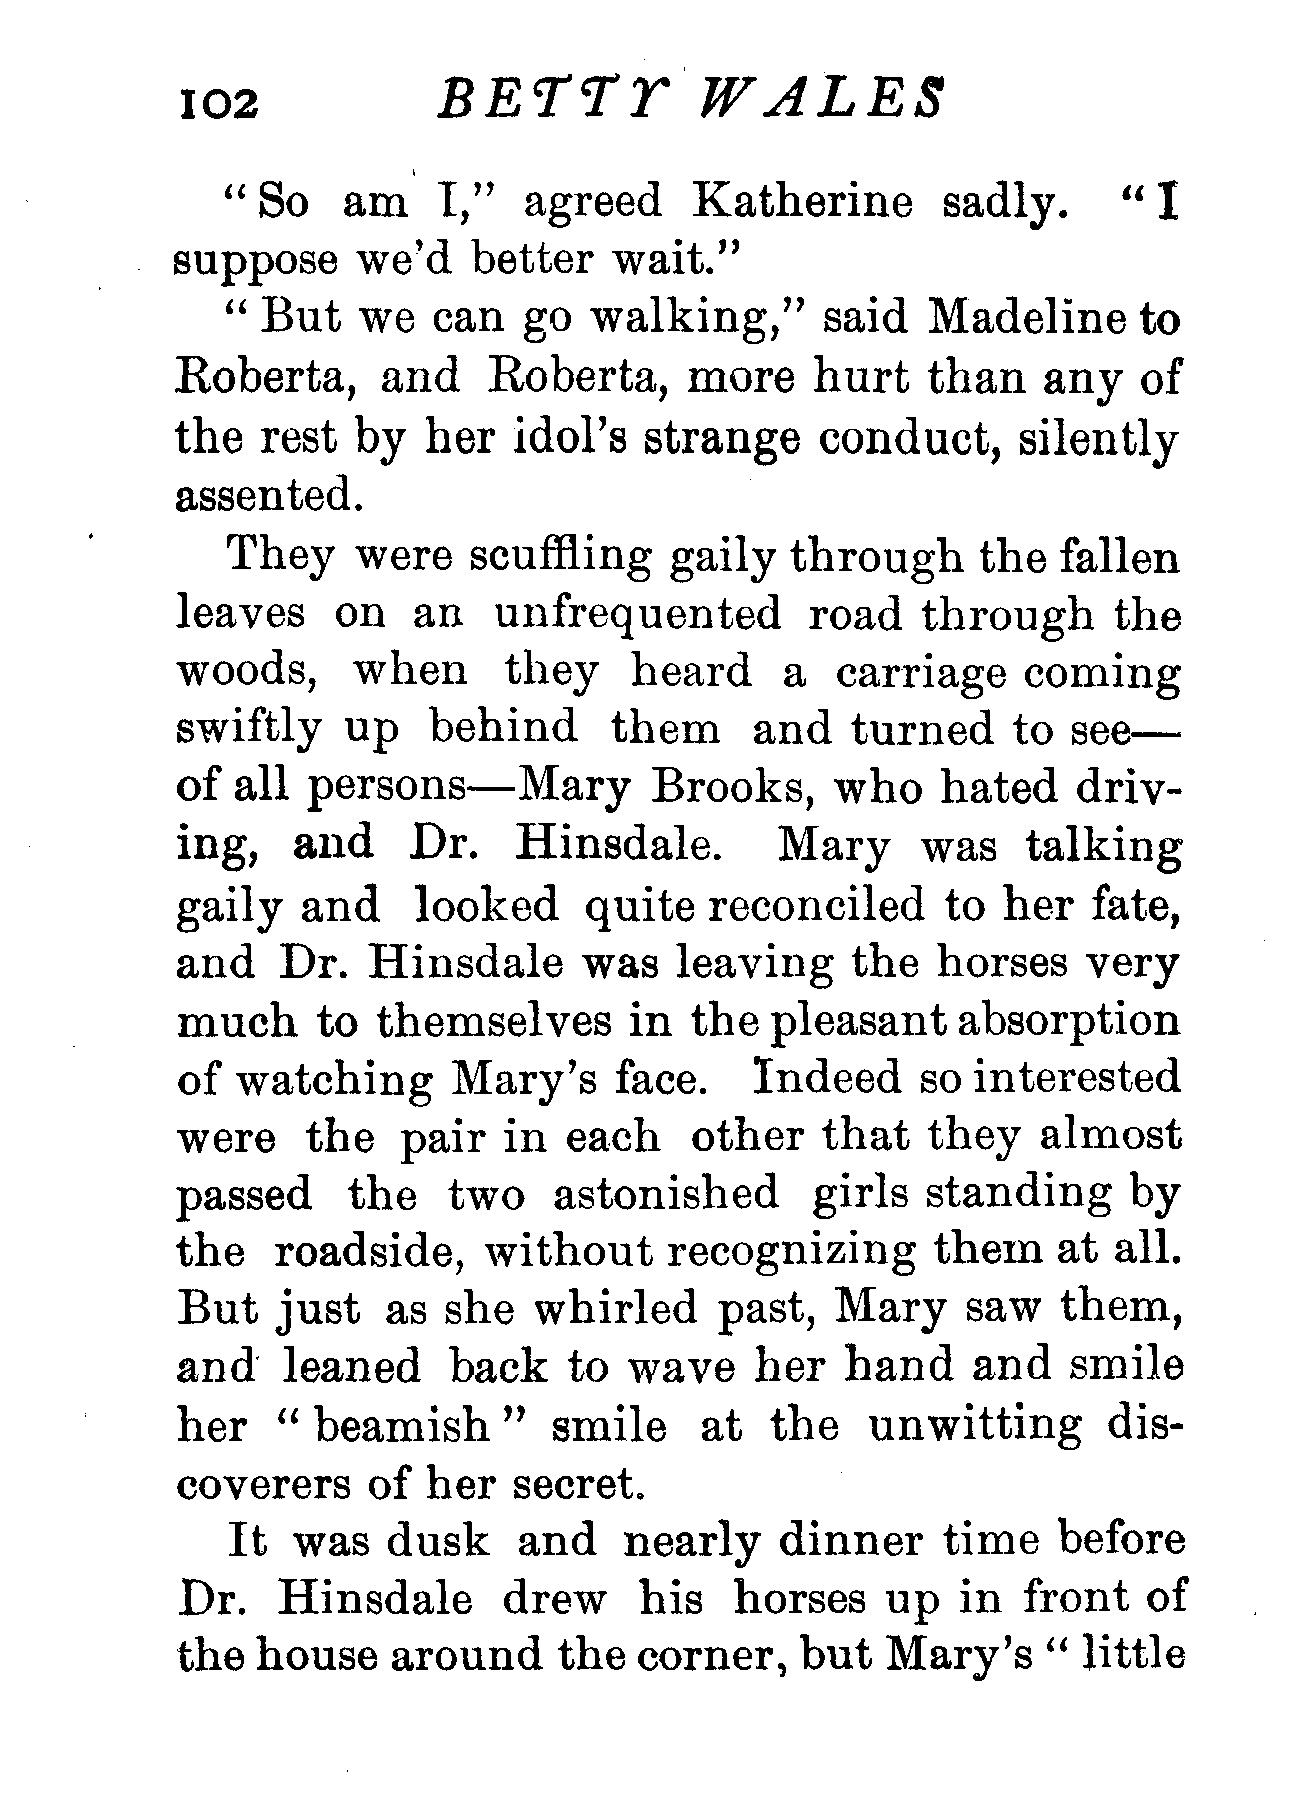 102 BETTY WALES
“ So am I,” agreed Katherine sadly. “ I
suppose we’d better wait.”
“ But we can go walking,” said Madeline to
Roberta, and Roberta, more hurt than any of
the rest by her idol’s strange conduct, silently
assented.
They were scuffling gaily through the fallen
leaves on an unfrequented road through the
woods, when they heard a carriage coming
swiftly up behind them and turned to see—
of all persons—Mary Brooks, who hated driv-
ing, and Dr. Hinsdale. Mary was talking
gaily and looked quite reconciled to her fate,
and Dr. Hinsdale was leaving the horses very
much to themselves in the pleasant absorption
of watching Mary’s face. Indeed so interested
were the pair in each other that they almost
passed the two astonished girls standing by
the roadside, without recognizing them at all.
But just as she whirled past, Mary saw them,
and leaned back to wave her hand and smile
her “ beamish ” smile at the unwitting dis-
coverers of her secret.
It was dusk and nearly dinner time before
Dr. Hinsdale drew his horses up in front of
the house around the corner, but Mary’s “ little